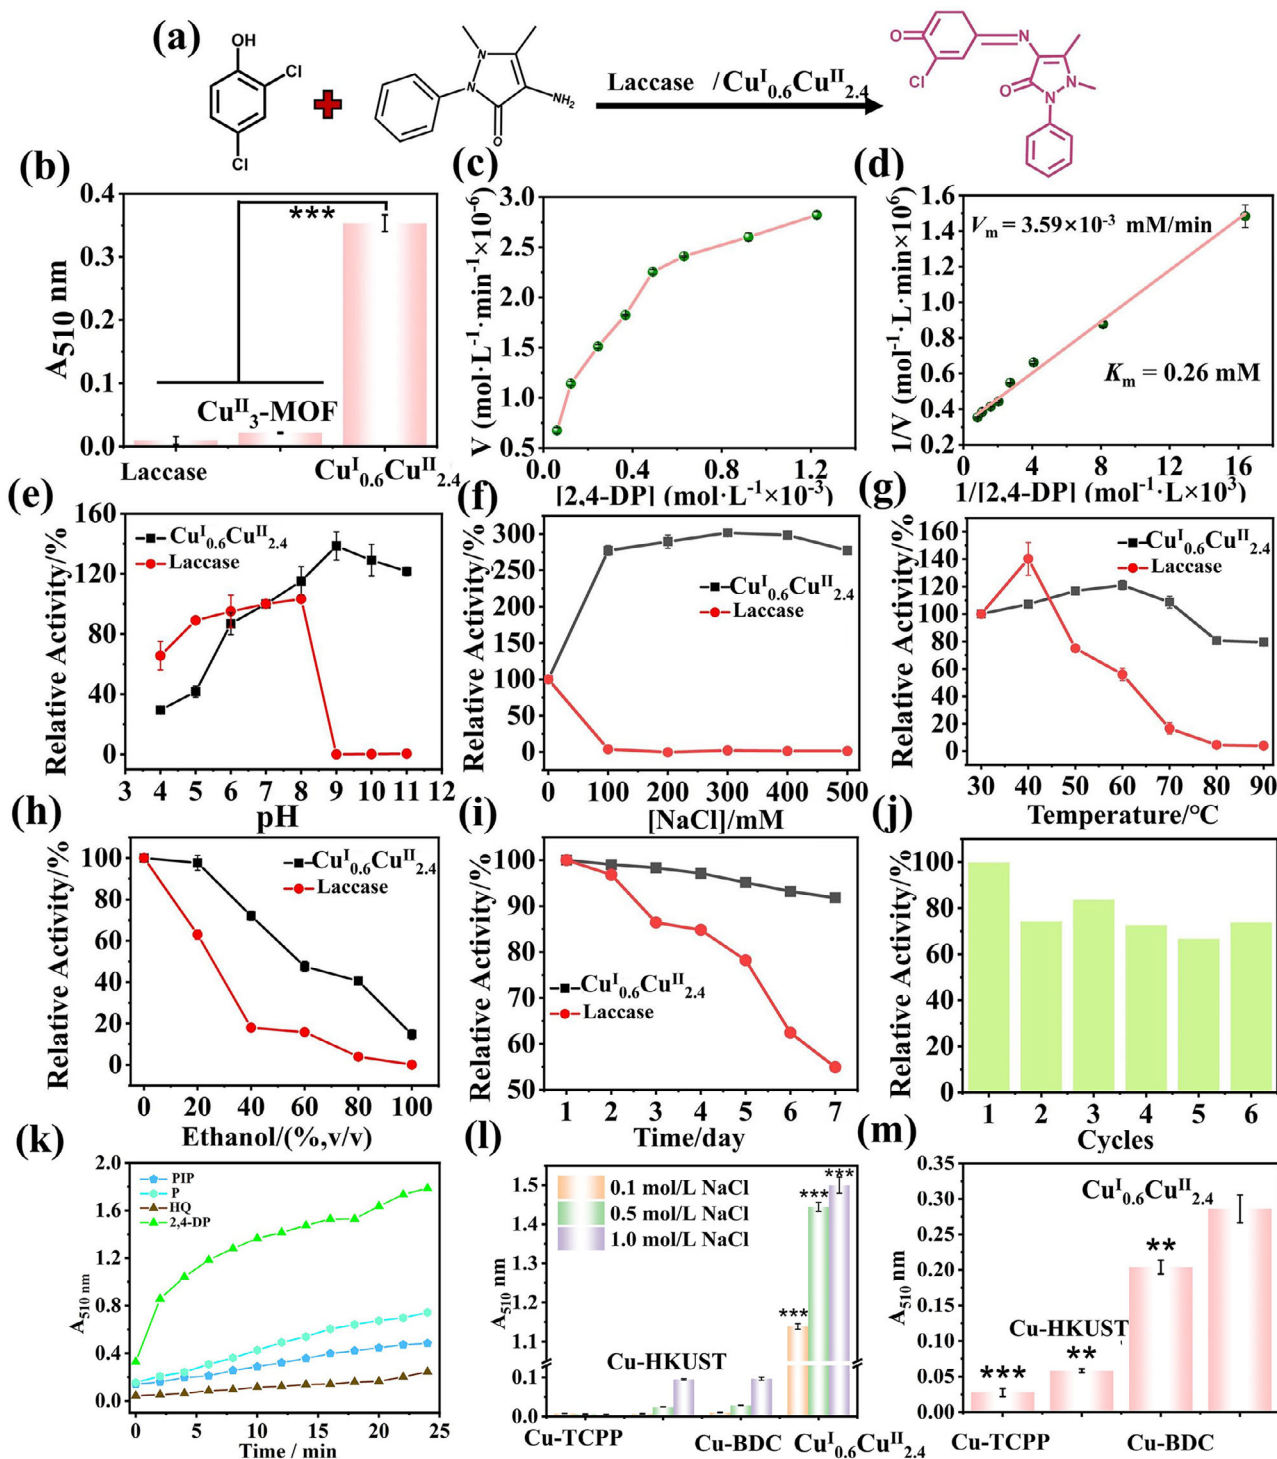 (a)
OH
Cl
Cl
N
N
NH₂
O
Laccase /Cuᴵ₀.₆Cuᴵᴵ₂.₄
O
Cl
N
O
N
N
(b)
A₅₁₀ nm
0.4
0.3
0.2
0.1
0.0
***
Cuᴵᴵ₃-MOF
Laccase
Cuᴵ₀.₆Cuᴵᴵ₂.₄
(c)
V (mol·L⁻¹·min⁻¹×10⁻⁶)
3.0
2.5
2.0
1.5
1.0
0.5
0.0 0.4 0.8 1.2
[2,4-DP] (mol·L⁻¹×10⁻³)
(d)
1/V (mol⁻¹·L·min×10⁶)
1.6
1.4
1.2
1.0
0.8
0.6
0.4
0.2
Vₘ = 3.59×10⁻³ mM/min
Kₘ = 0.26 mM
0 4 8 12 16
1/[2,4-DP] (mol⁻¹·L×10³)
(e)
Relative Activity/%
160
120
80
40
0
Cuᴵ₀.₆Cuᴵᴵ₂.₄
Laccase
3 4 5 6 7 8 9 10 11 12
pH
(f)
Relative Activity/%
300
250
200
150
100
50
0
Cuᴵ₀.₆Cuᴵᴵ₂.₄
Laccase
0 100 200 300 400 500
[NaCl]/mM
(g)
Relative Activity/%
160
140
120
100
80
60
40
20
0
Cuᴵ₀.₆Cuᴵᴵ₂.₄
Laccase
30 40 50 60 70 80 90
Temperature/°C
(h)
Relative Activity/%
100
80
60
40
20
0
Cuᴵ₀.₆Cuᴵᴵ₂.₄
Laccase
0 20 40 60 80 100
Ethanol/(%,v/v)
(i)
Relative Activity/%
100
90
80
70
60
50
Cuᴵ₀.₆Cuᴵᴵ₂.₄
Laccase
1 2 3 4 5 6 7
Time/day
(j)
Relative Activity/%
100
80
60
40
20
0
1 2 3 4 5 6
Cycles
(k)
A₅₁₀ nm
1.8
1.6
1.2
0.8
0.4
0.0
PIP
P
HQ
2,4-DP
0 5 10 15 20 25
Time / min
(l)
A₅₁₀ nm
1.5
1.4
1.3
1.2
1.1
0.1
0.0
0.1 mol/L NaCl
0.5 mol/L NaCl
1.0 mol/L NaCl
***
***
***
Cu-HKUST
Cu-TCPP
Cu-BDC
Cuᴵ₀.₆Cuᴵᴵ₂.₄
(m)
A₅₁₀ nm
0.35
0.30
0.25
0.20
0.15
0.10
0.05
0.00
Cuᴵ₀.₆Cuᴵᴵ₂.₄
**
Cu-HKUST
***
**
Cu-TCPP
Cu-BDC